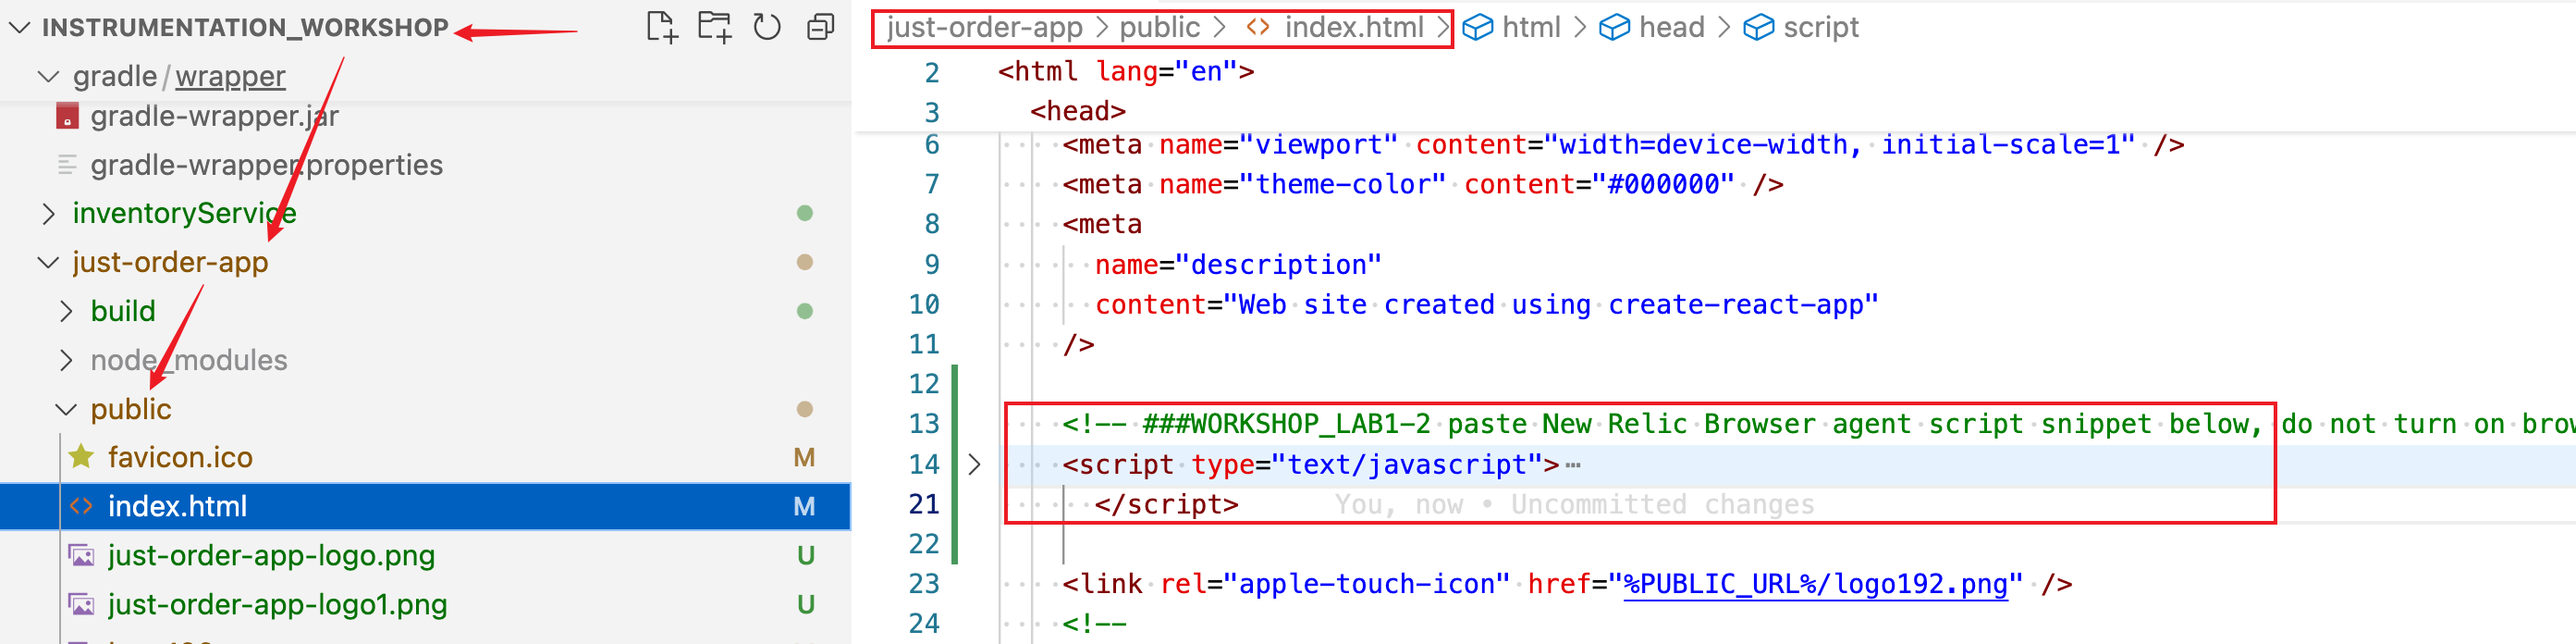 INSTRUMENTATION_WORKSHOP
gradle/wrapper
gradle-wrapper.jar
gradle-wrapper.properties
inventoryService
just-order-app
build
node_modules
public
favicon.ico M
index.html M
just-order-app-logo.png U
just-order-app-logo1.png U
just-order-app > public > <> index.html > html > head > script
2 <html lang="en">
3 <head>
6 <meta name="viewport" content="width=device-width, initial-scale=1" />
7 <meta name="theme-color" content="#000000" />
8 <meta
9 name="description"
10 content="Web site created using create-react-app"
11 />
12
13 <!-- ###WORKSHOP_LAB1-2 paste New Relic Browser agent script snippet below, do not turn on brow
14 <script type="text/javascript">…
21 </script> You, now • Uncommitted changes
22
23 <link rel="apple-touch-icon" href="%PUBLIC_URL%/logo192.png" />
24 <!--